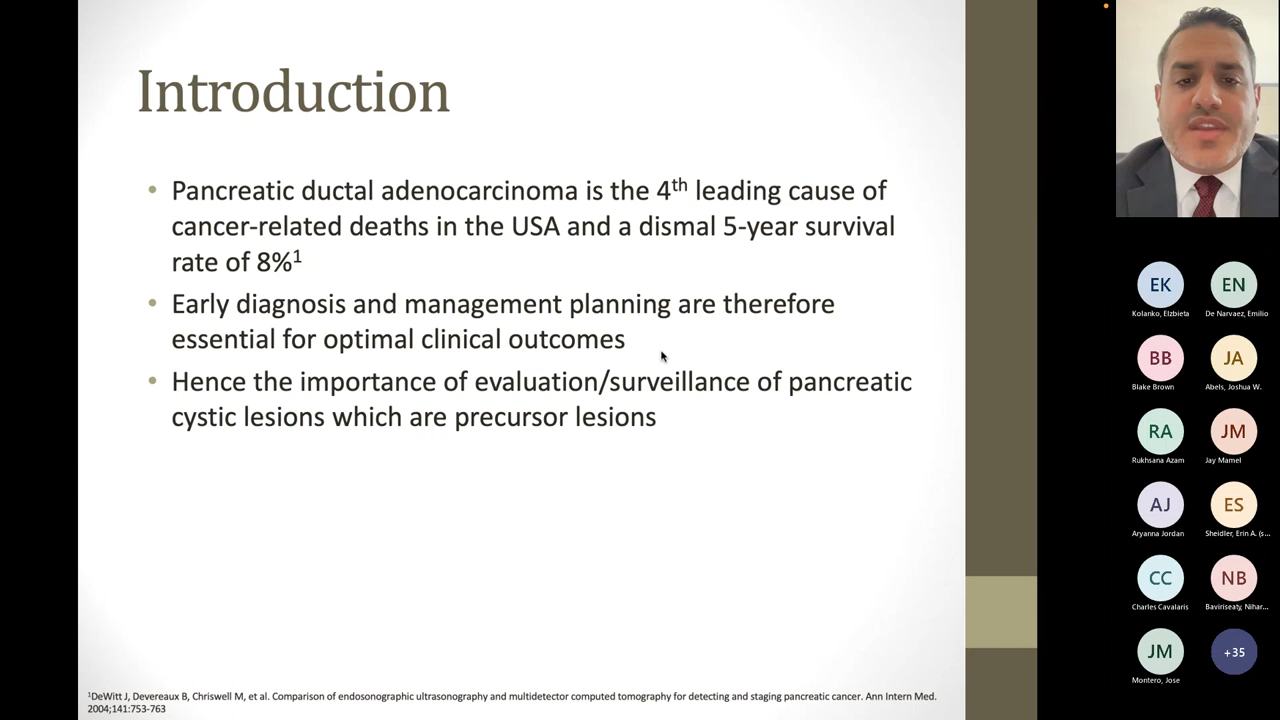 Introduction
• Pancreatic ductal adenocarcinoma is the 4th leading cause of
cancer-related deaths in the USA and a dismal 5-year survival
rate of 8%1
• Early diagnosis and management planning are therefore
essential for optimal clinical outcomes
• Hence the importance of evaluation/surveillance of pancreatic
cystic lesions which are precursor lesions
1DeWitt J, Devereaux B, Chriswell M, et al. Comparison of endosonographic ultrasonography and multidetector computed tomography for detecting and staging pancreatic cancer. Ann Intern Med.
2004;141:753-763
EK EN
Kolanko, Elzbieta De Narvaez, Emilio
BB JA
Blake Brown Abels, Joshua W.
RA JM
Rukhsana Azam Jay Mamel
AJ ES
Aryanna Jordan Sheidler, Erin A. (s...
CC NB
Charles Cavalaris Bavirisealy, Nihar...
JM +35
Montero, Jose